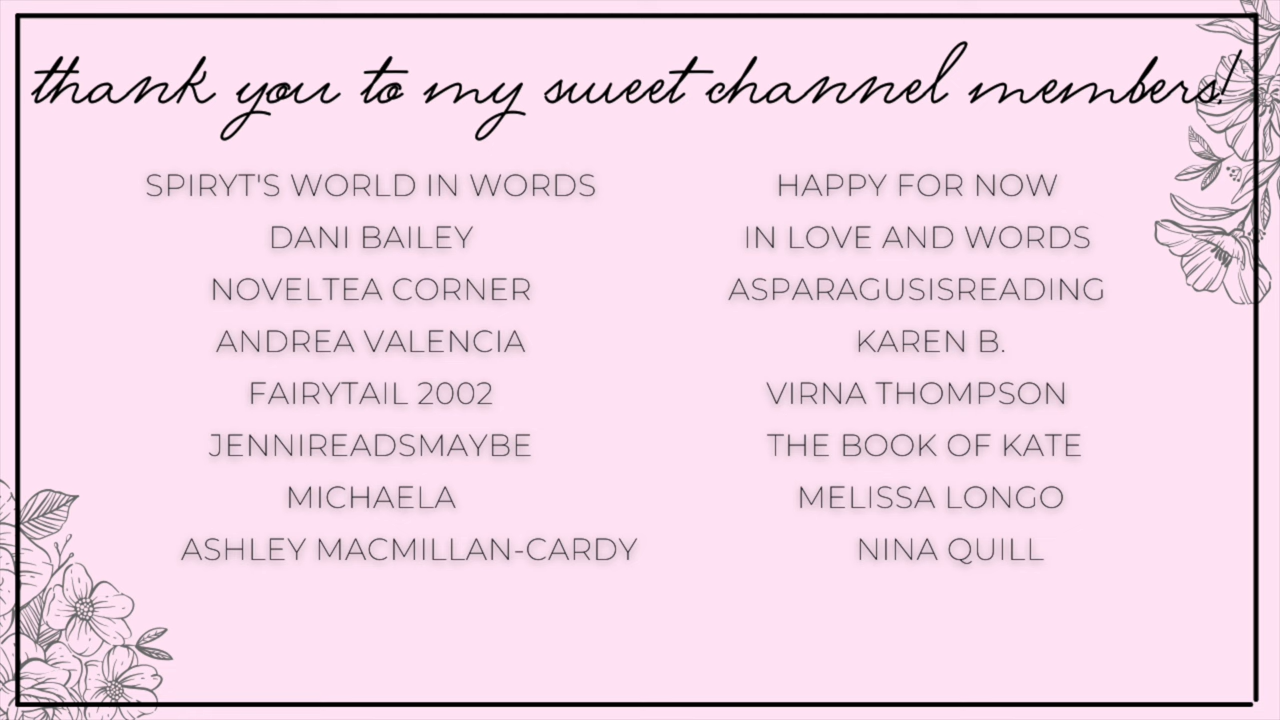 thank you to my sweet channel members!
SPIRYT'S WORLD IN WORDS
DANI BAILEY
NOVELTEA CORNER
ANDREA VALENCIA
FAIRYTAIL 2002
JENNIREADSMAYBE
MICHAELA
ASHLEY MACMILLAN-CARDY
HAPPY FOR NOW
IN LOVE AND WORDS
ASPARAGUSISREADING
KAREN B.
VIRNA THOMPSON
THE BOOK OF KATE
MELISSA LONGO
NINA QUILL